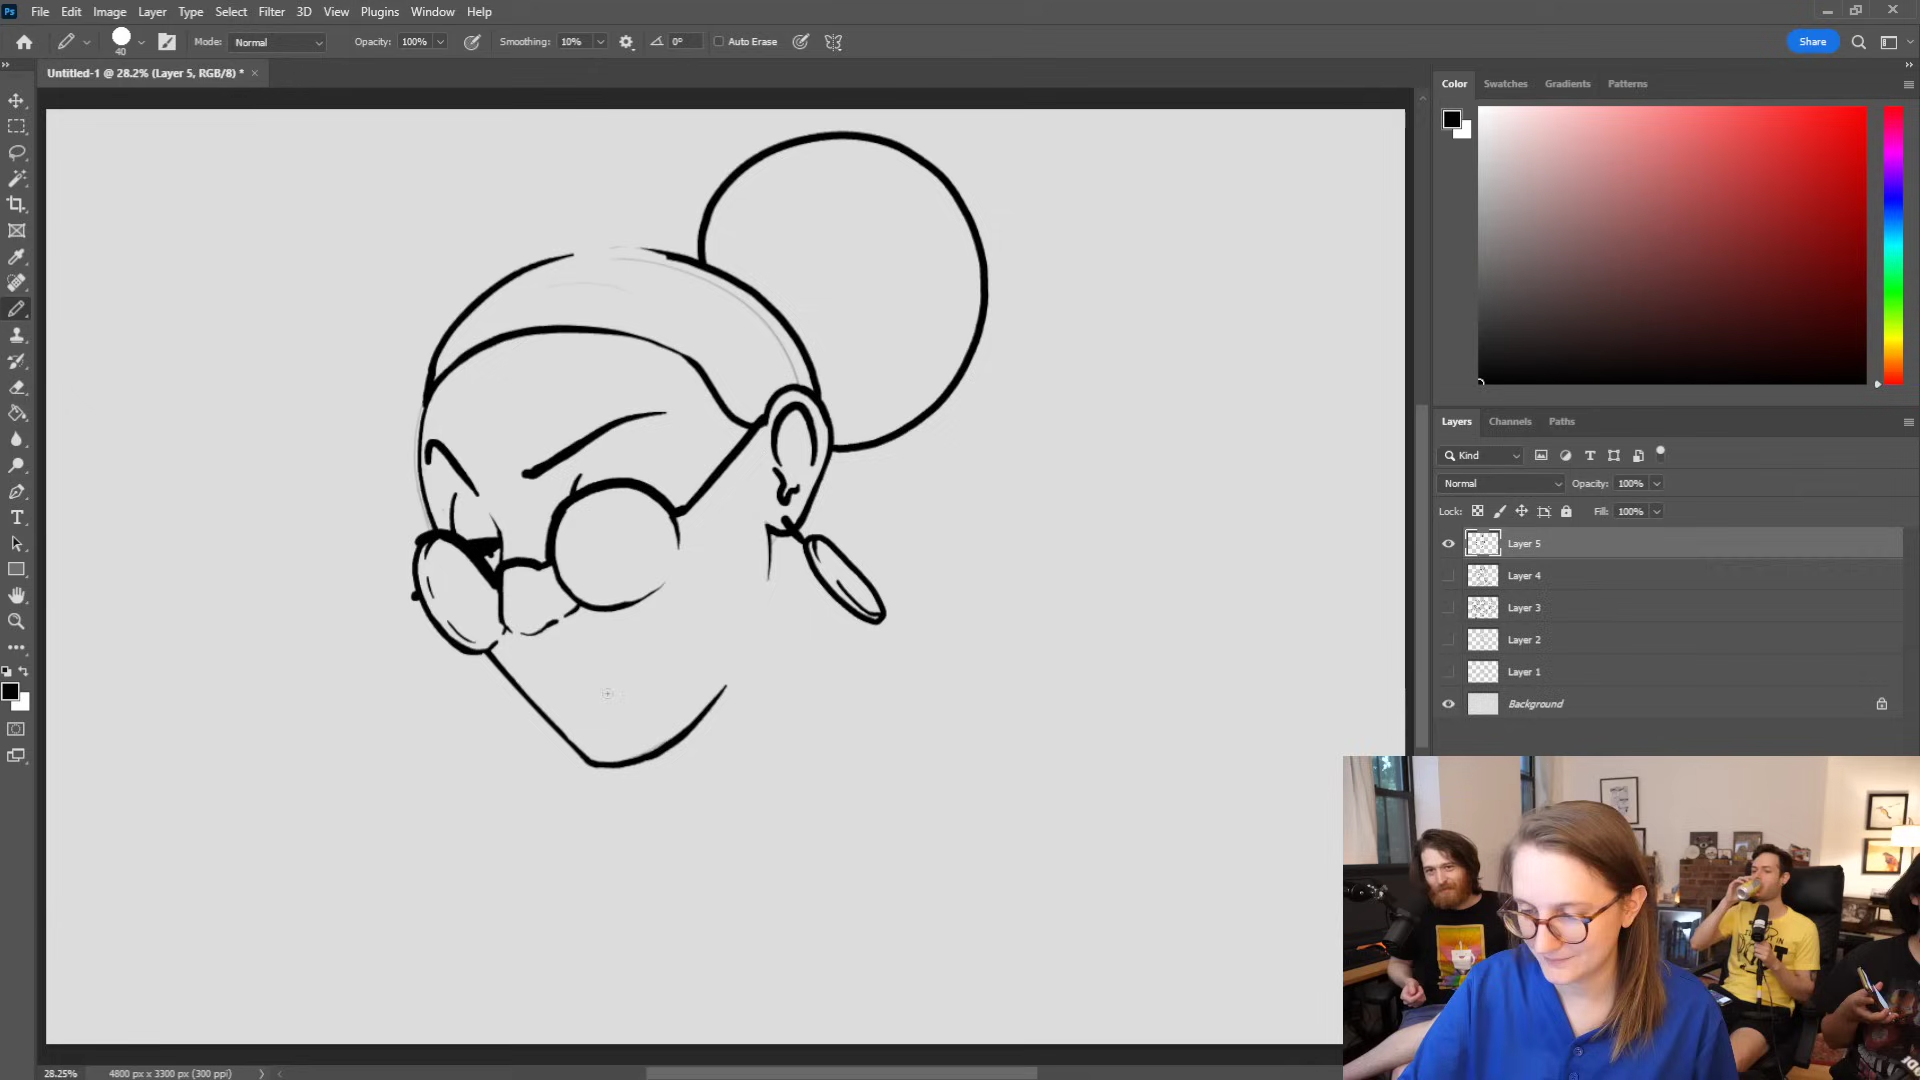 Ps File Edit Image Layer Type Select Filter 3D View Plugins Window Help
40 Mode: Normal Opacity: 100% Smoothing: 10% 0° Auto Erase Share
Untitled-1 @ 28.2% (Layer 5, RGB/8) *
Color Swatches Gradients Patterns
Layers Channels Paths
Kind
Normal Opacity: 100%
Lock: Fill: 100%
Layer 5
Layer 4
Layer 3
Layer 2
Layer 1
Background
28.25% 4800 px x 3300 px (300 ppi)